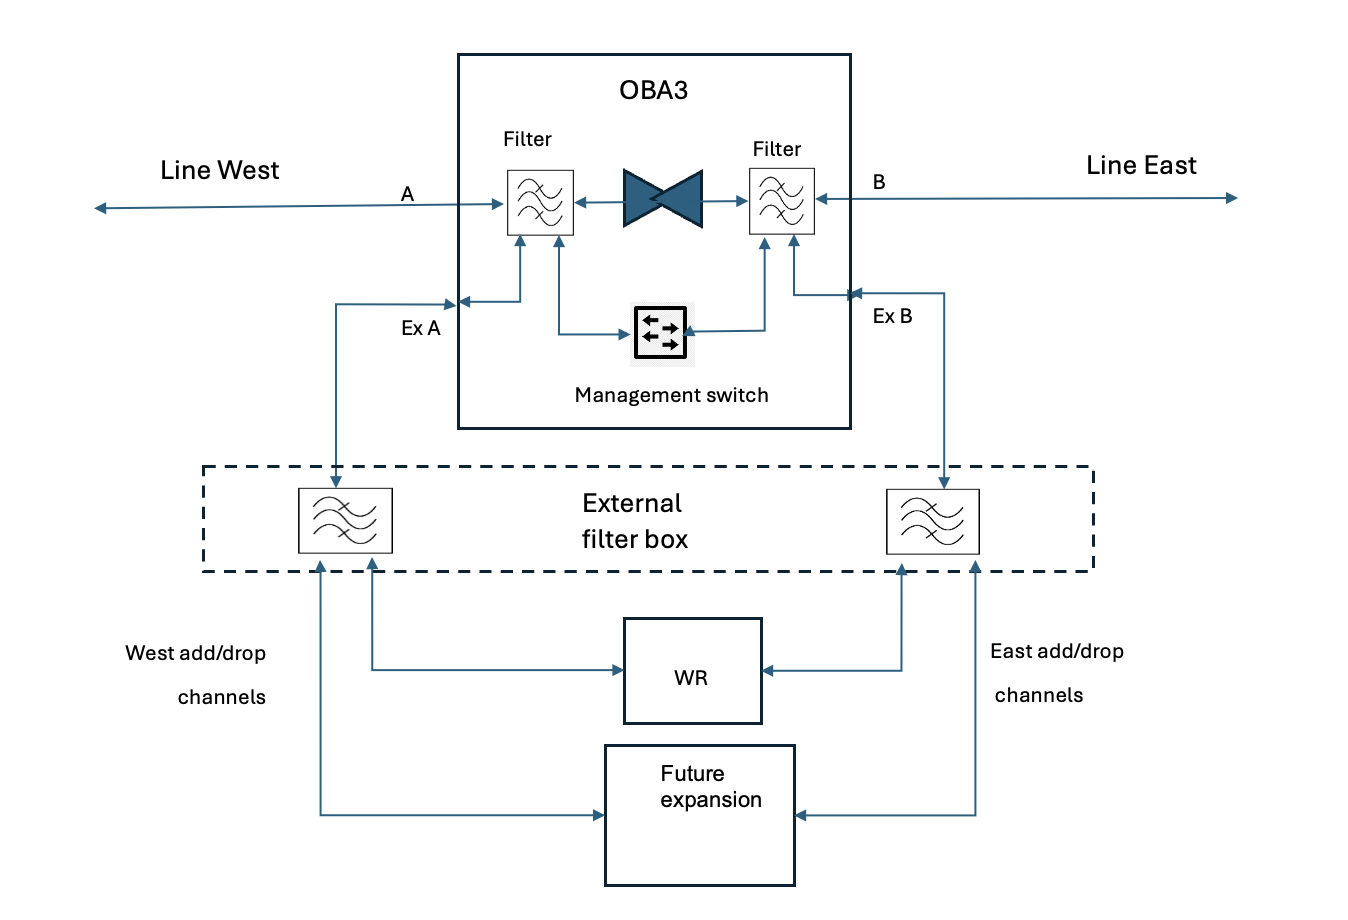 OBA3
Filter
Filter
Line West
Line East
A
B
Ex A
Ex B
Management switch
External
filter box
West add/drop
channels
East add/drop
channels
WR
Future
expansion